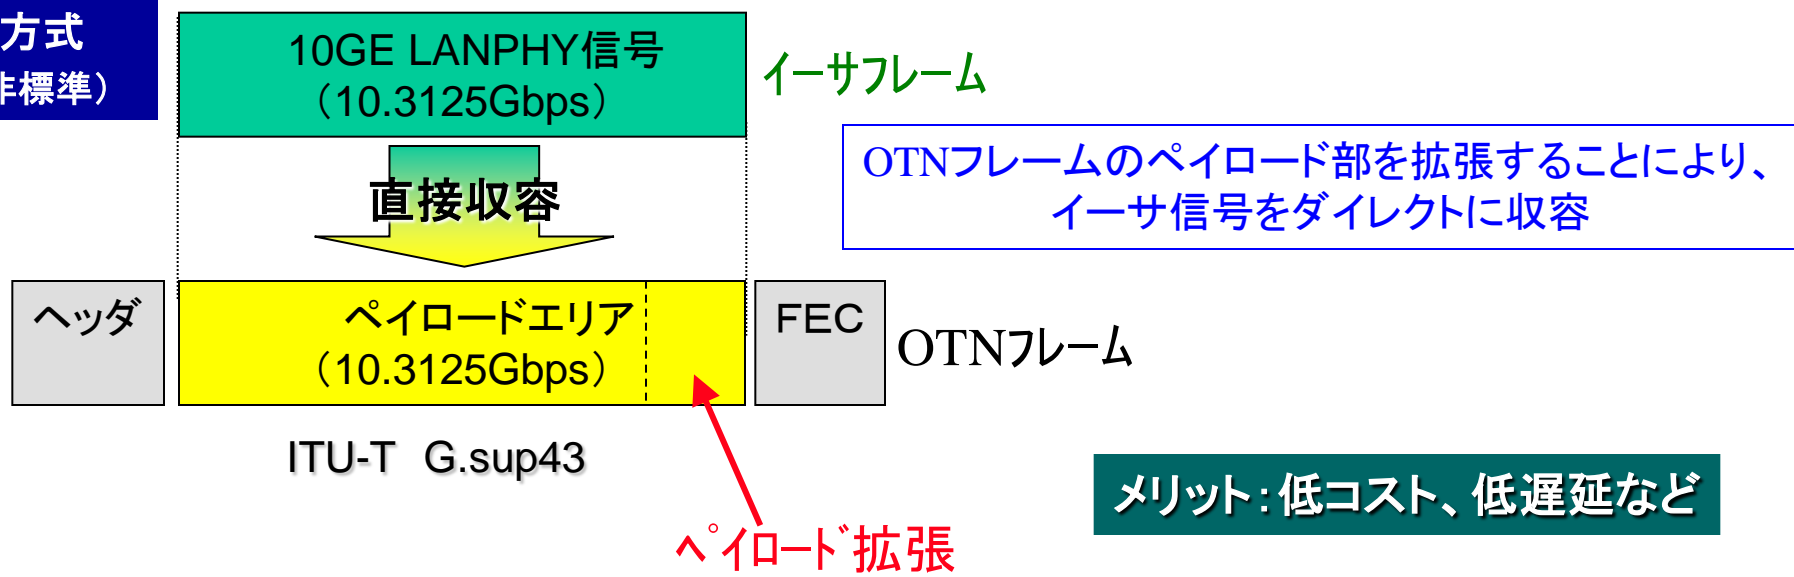 方式
非標準）
10GE LANPHY信号
（10.3125Gbps）
イーサフレーム
OTNフレームのペイロード部を拡張することにより、
イーサ信号をダイレクトに収容
直接収容
ヘッダ
ペイロードエリア
（10.3125Gbps）
FEC
OTNフレーム
ITU-T G.sup43
メリット：低コスト、低遅延など
ペイロード拡張